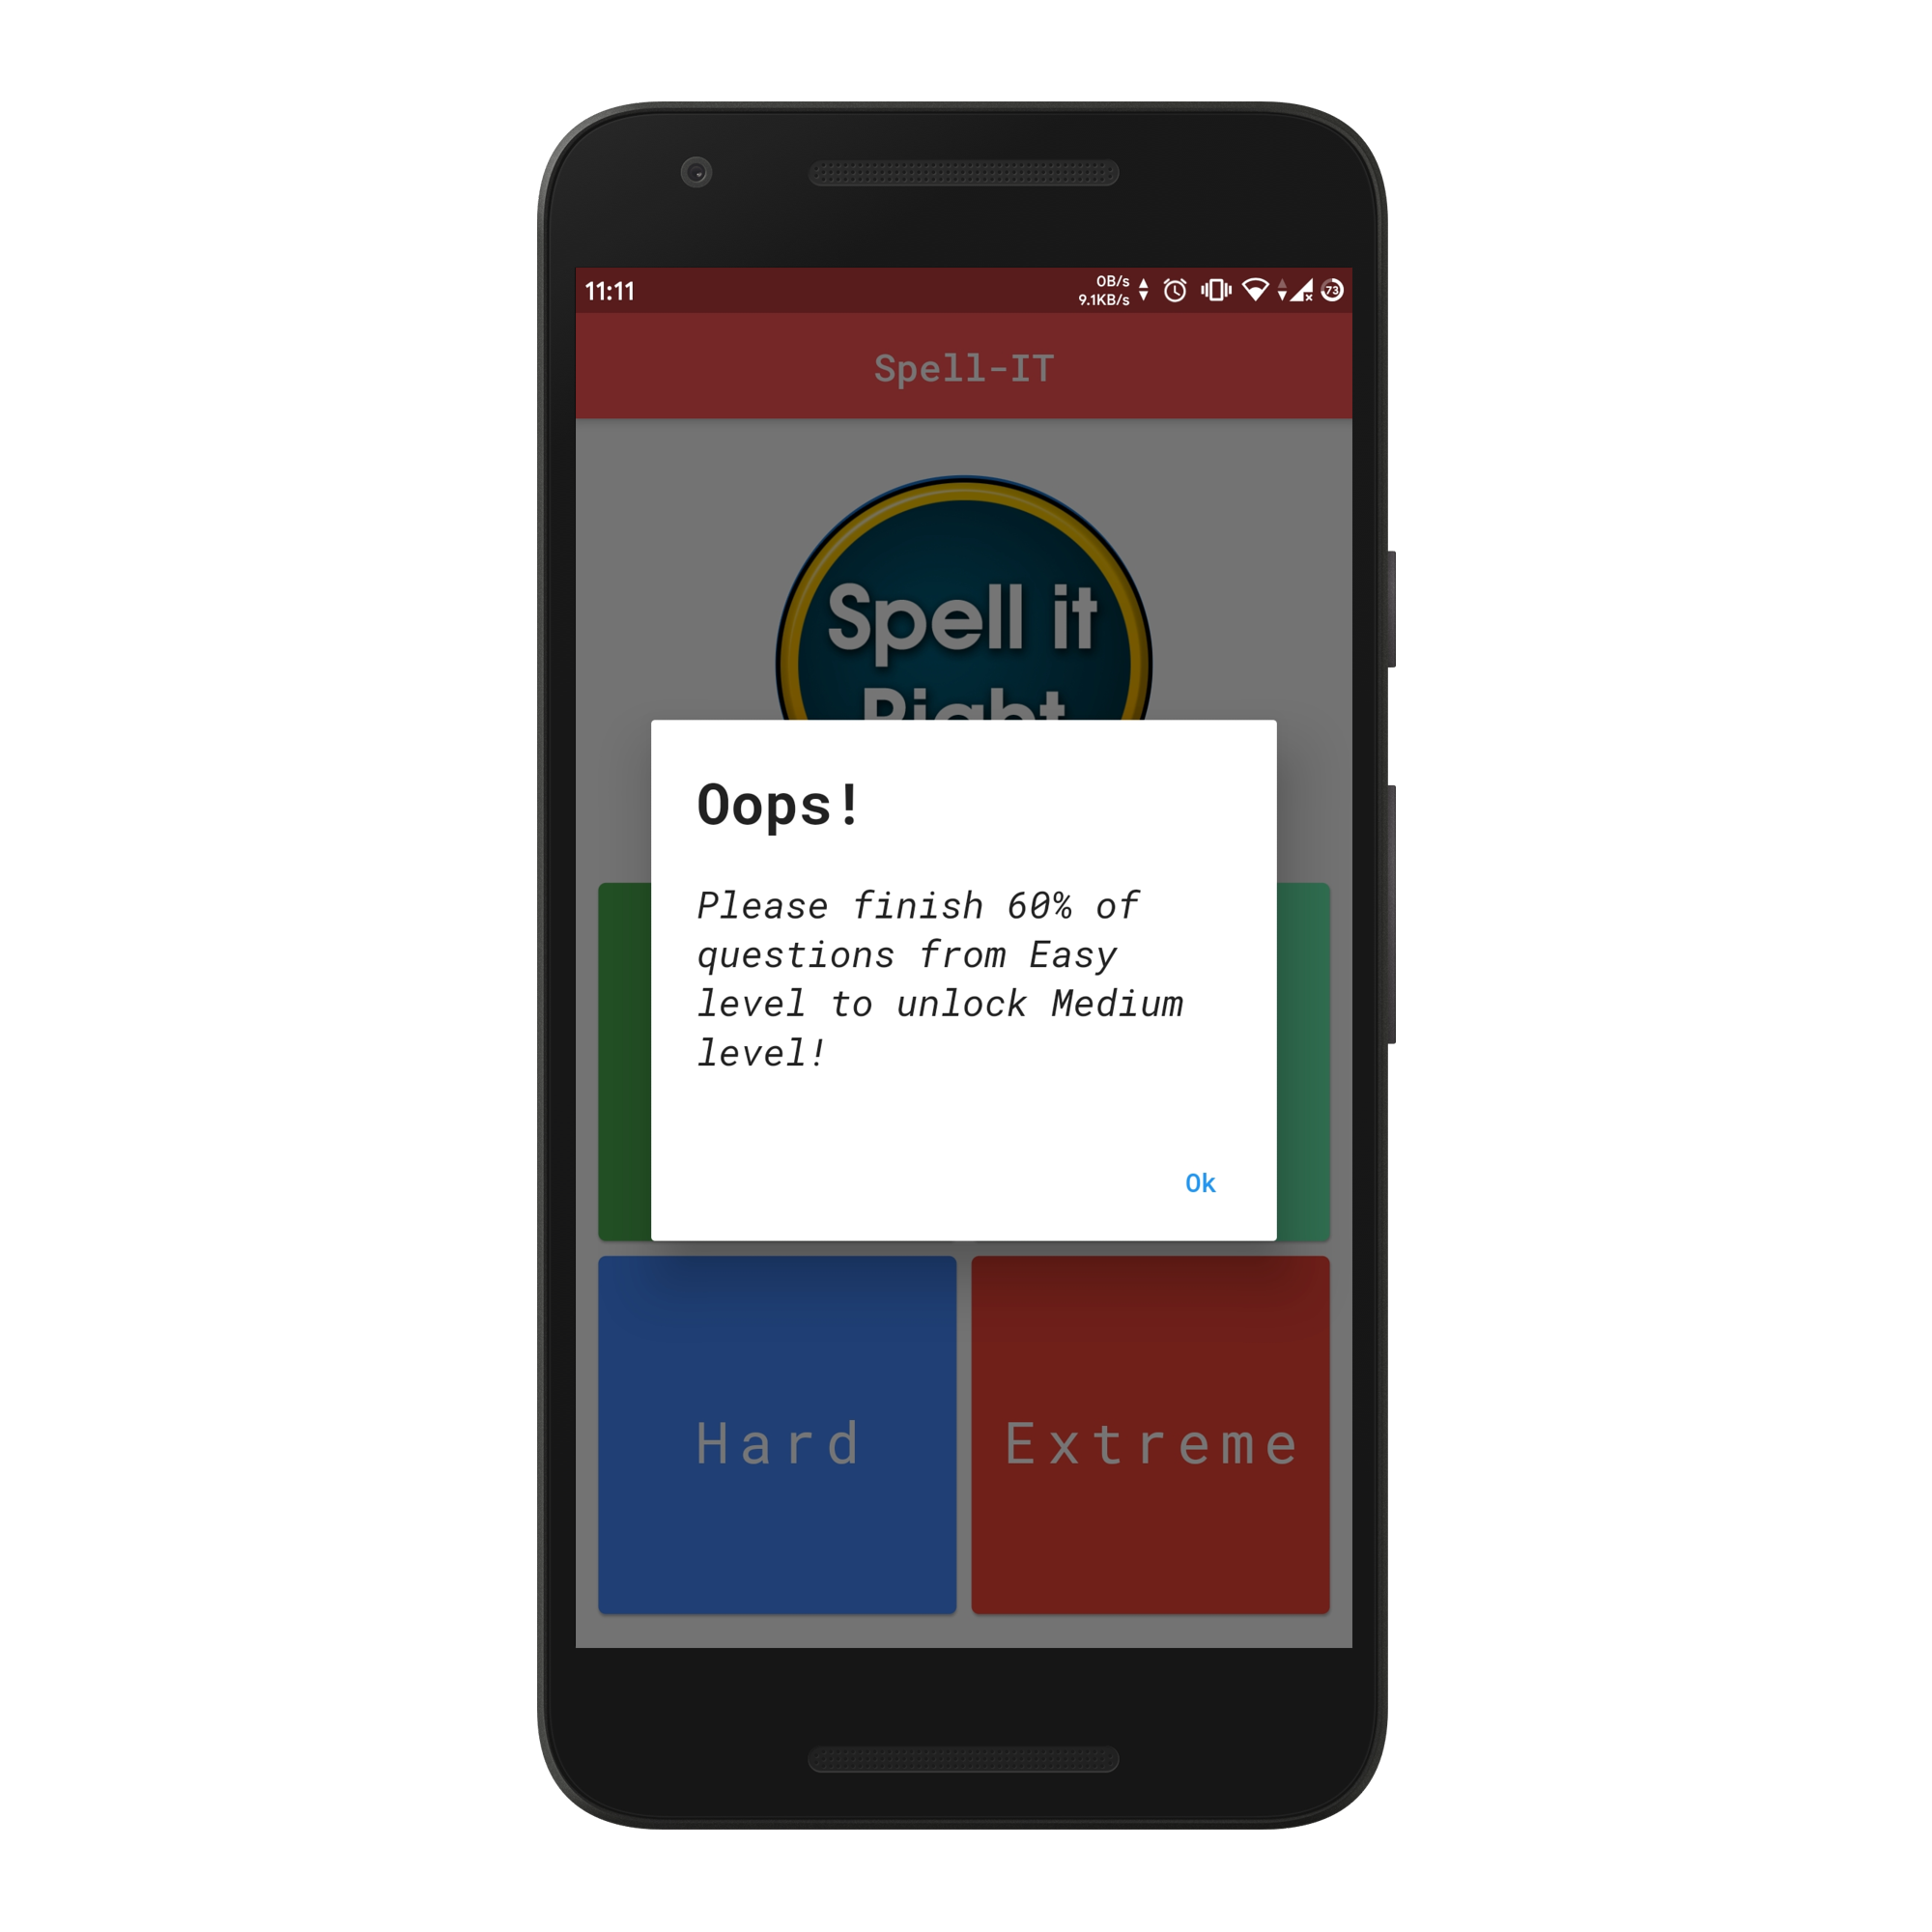 11:11
0B/s
9.1KB/s
73
Spell-IT
Spell it
Right
Oops!
Please finish 60% of
questions from Easy
level to unlock Medium
level!
Ok
Hard
Extreme